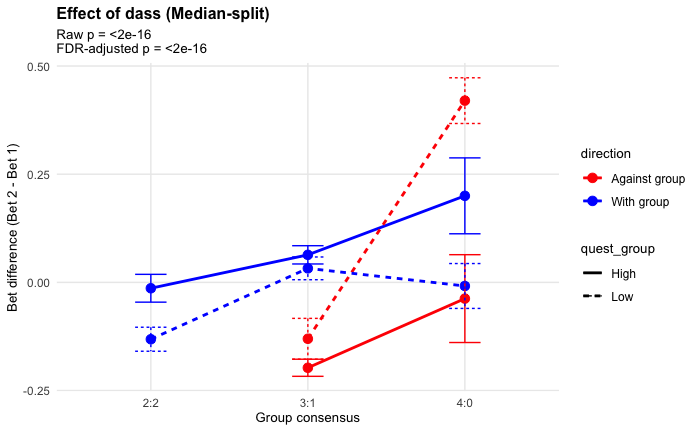 Effect of dass (Median-split)
Raw p = <2e-16
FDR-adjusted p = <2e-16
Bet difference (Bet 2 - Bet 1)
0.50
0.25
0.00
-0.25
2:2
3:1
4:0
Group consensus
direction
Against group
With group
quest_group
High
Low